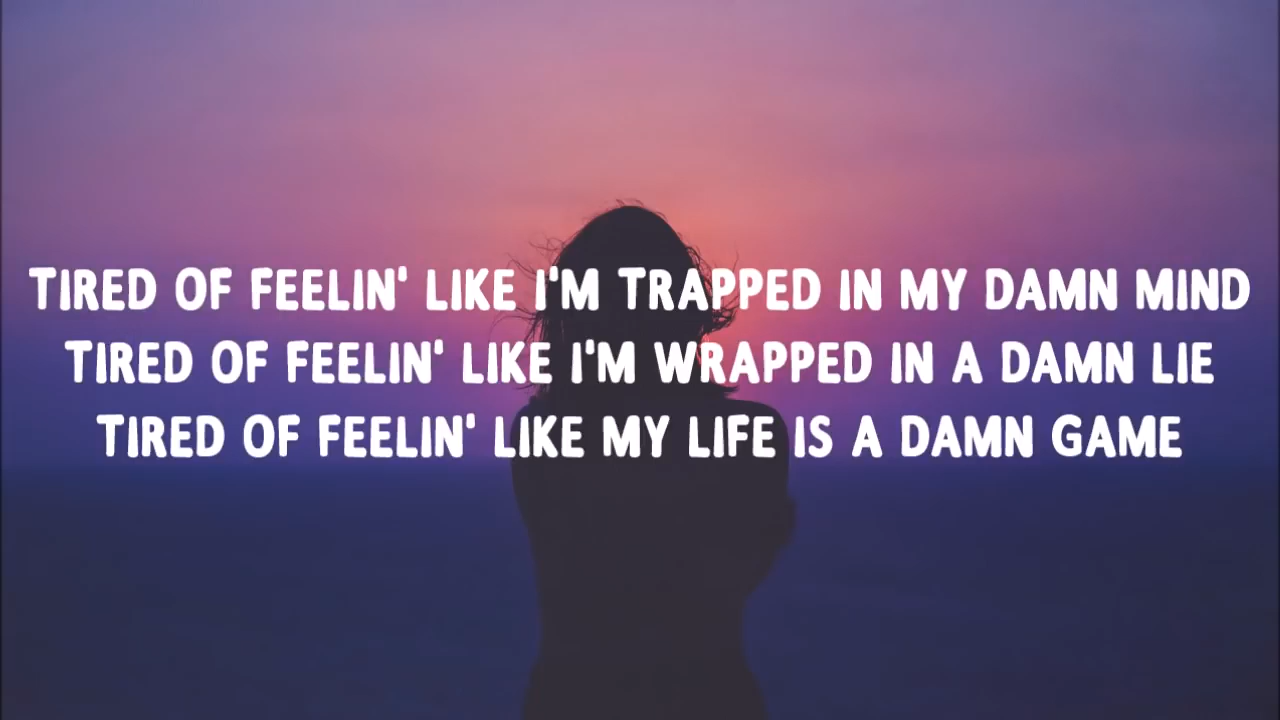 TIRED OF FEELIN' LIKE I'M TRAPPED IN MY DAMN MIND
TIRED OF FEELIN' LIKE I'M WRAPPED IN A DAMN LIE
TIRED OF FEELIN' LIKE MY LIFE IS A DAMN GAME